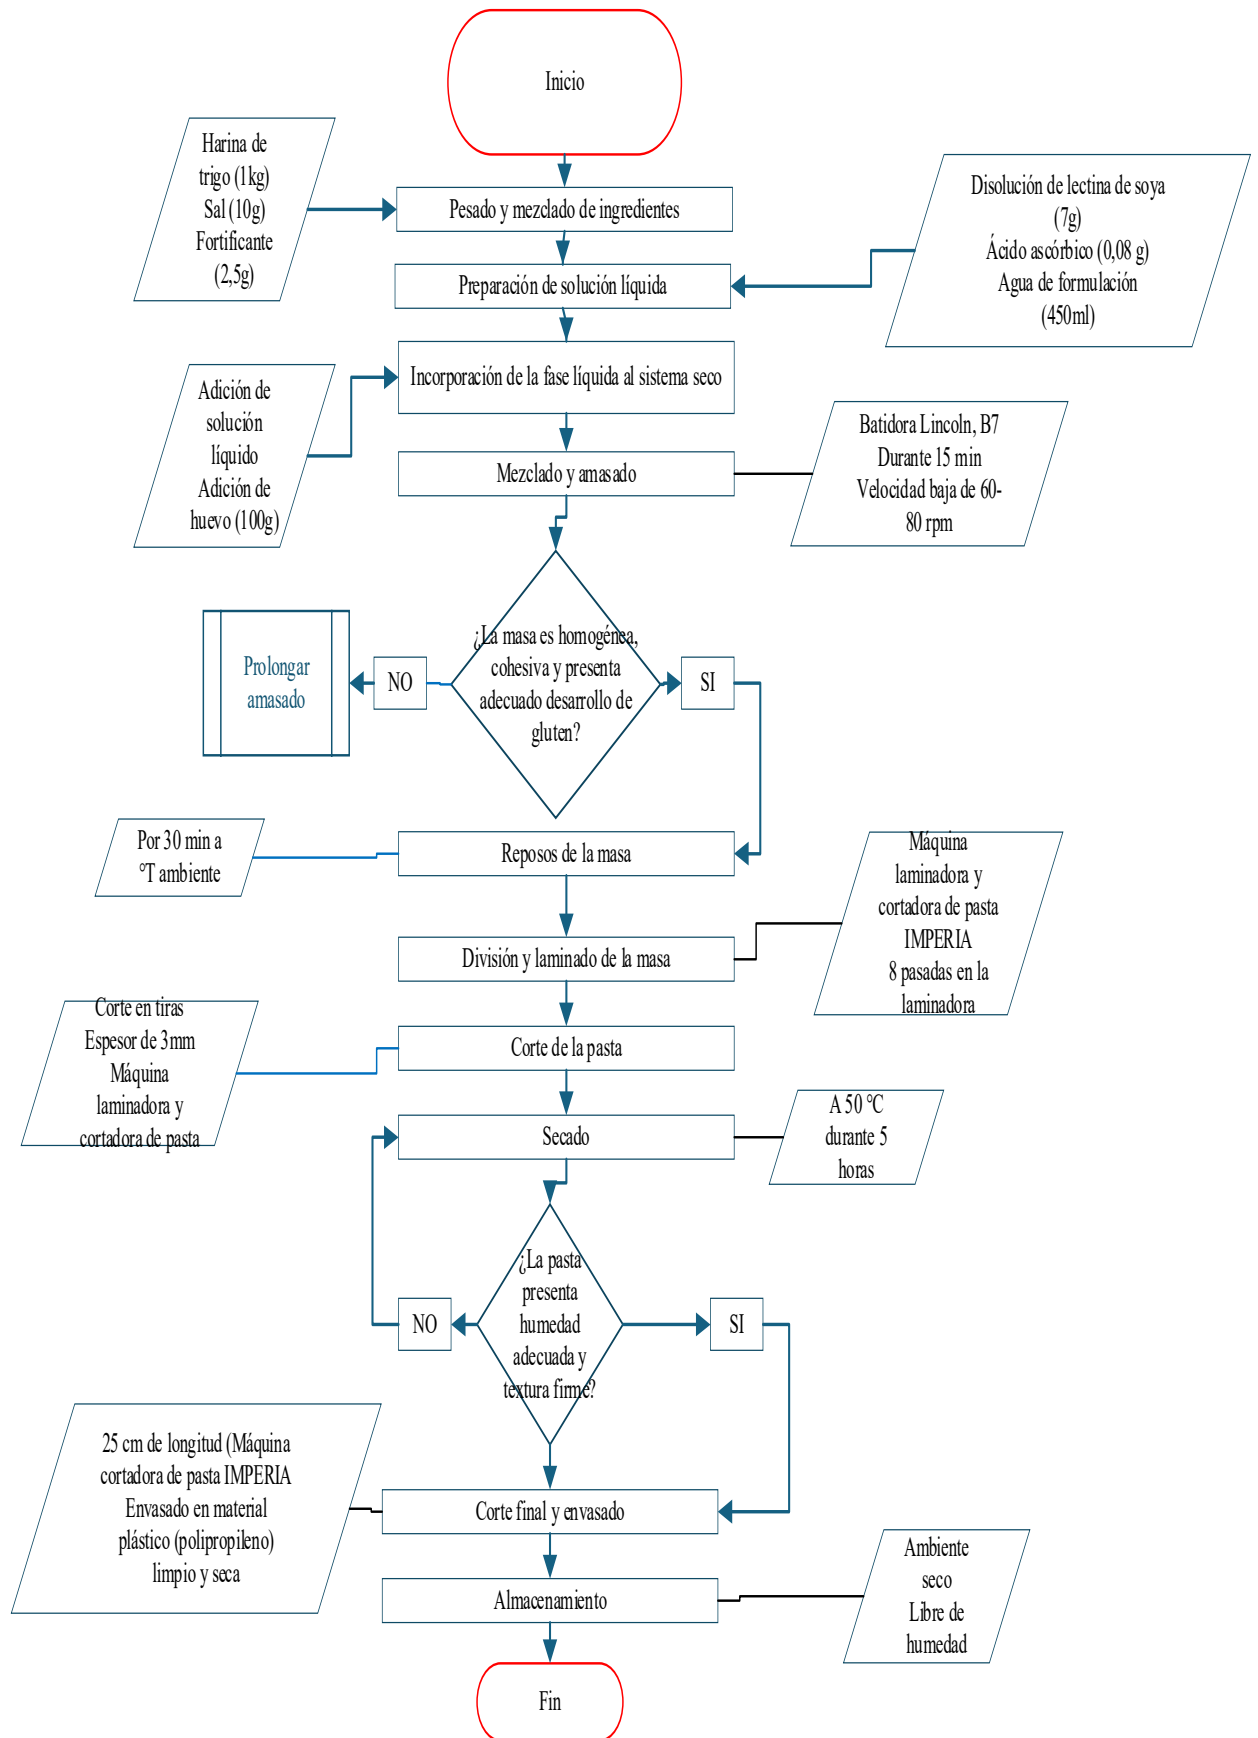 Inicio
Harina de
trigo (1kg)
Sal (10g)
Fortificante
(2,5g)
Pesado y mezclado de ingredientes
Disolución de lectina de soya
(7g)
Ácido ascórbico (0,08 g)
Agua de formulación
(450ml)
Preparación de solución líquida
Incorporación de la fase líquida al sistema seco
Adición de
solución
líquido
Adición de
huevo (100g)
Mezclado y amasado
Batidora Lincoln, B7
Durante 15 min
Velocidad baja de 60-
80 rpm
¿La masa es homogénea,
cohesiva y presenta
adecuado desarrollo de
gluten?
NO
SI
Prolongar
amasado
Por 30 min a
°T ambiente
Reposos de la masa
Máquina
laminadora y
cortadora de pasta
IMPERIA
8 pasadas en la
laminadora
División y laminado de la masa
Corte en tiras
Espesor de 3mm
Máquina
laminadora y
cortadora de pasta
Corte de la pasta
Secado
A 50 °C
durante 5
horas
¿La pasta
presenta
humedad
adecuada y
textura firme?
NO
SI
25 cm de longitud (Máquina
cortadora de pasta IMPERIA
Envasado en material
plástico (polipropileno)
limpio y seca
Corte final y envasado
Almacenamiento
Ambiente
seco
Libre de
humedad
Fin